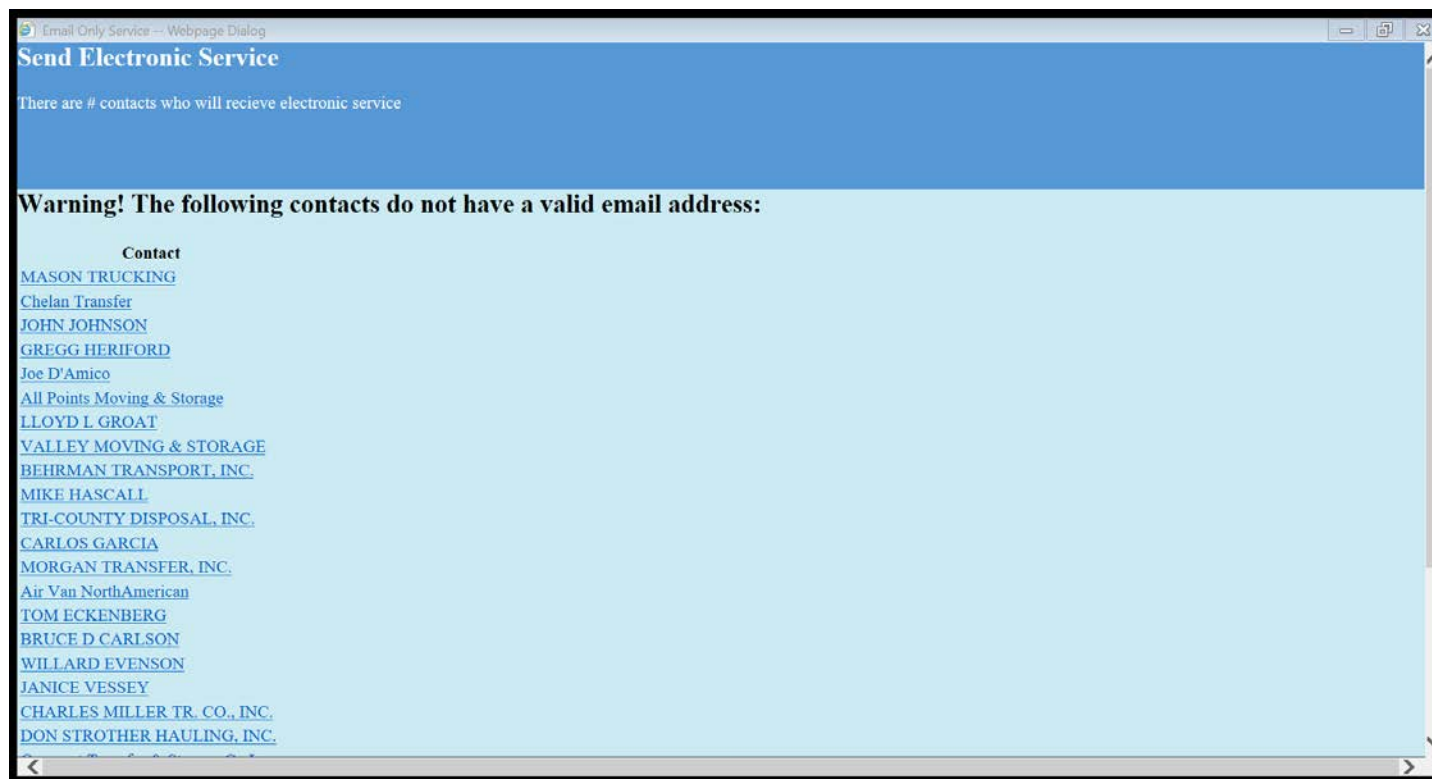 Email Only Service -- Webpage Dialog
Send Electronic Service
There are # contacts who will recieve electronic service
Warning! The following contacts do not have a valid email address:
Contact
MASON TRUCKING
Chelan Transfer
JOHN JOHNSON
GREGG HERIFORD
Joe D'Amico
All Points Moving & Storage
LLOYD L GROAT
VALLEY MOVING & STORAGE
BEHRMAN TRANSPORT, INC.
MIKE HASCALL
TRI-COUNTY DISPOSAL, INC.
CARLOS GARCIA
MORGAN TRANSFER, INC.
Air Van NorthAmerican
TOM ECKENBERG
BRUCE D CARLSON
WILLARD EVENSON
JANICE VESSEY
CHARLES MILLER TR. CO., INC.
DON STROTHER HAULING, INC.